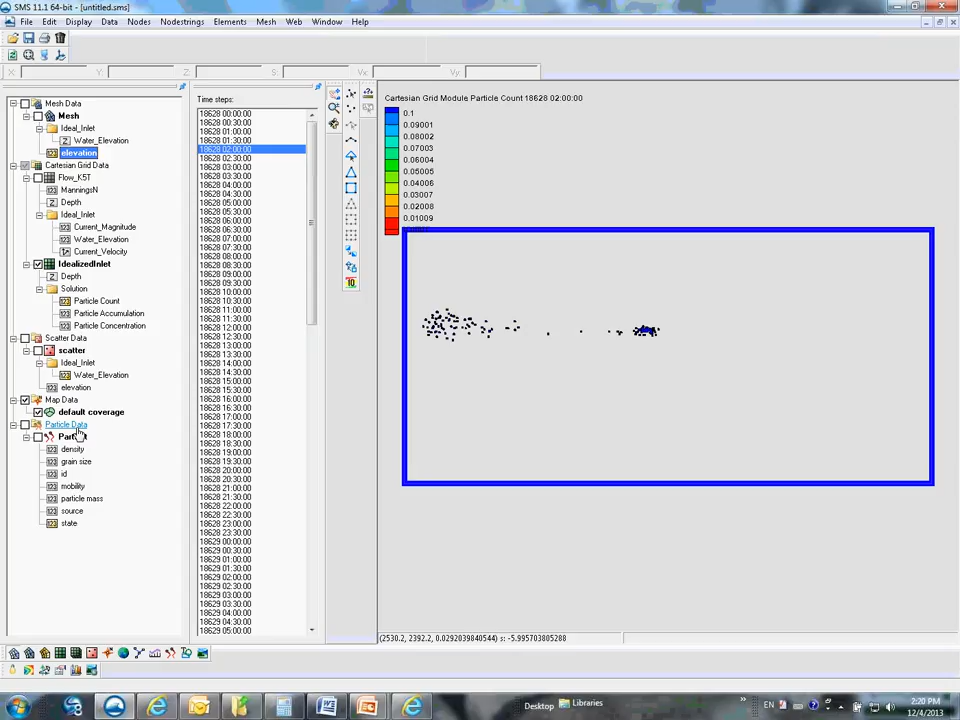 SMS 11.1 64-bit - [untitled.sms]
File Edit Display Data Nodes Nodestrings Elements Mesh Web Window Help
X: Y: Z: S: Vx: Vy:
Mesh Data
Mesh
Ideal_Inlet
Water_Elevation
elevation
Cartesian Grid Data
Flow_K5T
ManningsN
Depth
Ideal_Inlet
Current_Magnitude
Water_Elevation
Current_Velocity
IdealizedInlet
Depth
Solution
Particle Count
Particle Accumulation
Particle Concentration
Scatter Data
scatter
Ideal_Inlet
Water_Elevation
elevation
Map Data
default coverage
Particle Data
density
grain size
id
mobility
particle mass
source
state
Time steps:
18628 00:00:00
18628 00:30:00
18628 01:00:00
18628 01:30:00
18628 02:00:00
18628 02:30:00
18628 03:00:00
18628 03:30:00
18628 04:00:00
18628 04:30:00
18628 05:00:00
18628 05:30:00
18628 06:00:00
18628 06:30:00
18628 07:00:00
18628 07:30:00
18628 08:00:00
18628 08:30:00
18628 09:00:00
18628 09:30:00
18628 10:00:00
18628 10:30:00
18628 11:00:00
18628 11:30:00
18628 12:00:00
18628 12:30:00
18628 13:00:00
18628 13:30:00
18628 14:00:00
18628 14:30:00
18628 15:00:00
18628 15:30:00
18628 16:00:00
18628 16:30:00
18628 17:00:00
18628 17:30:00
18628 18:00:00
18628 18:30:00
18628 19:00:00
18628 19:30:00
18628 20:00:00
18628 20:30:00
18628 21:00:00
18628 21:30:00
18628 22:00:00
18628 22:30:00
18628 23:00:00
18628 23:30:00
18629 00:00:00
18629 00:30:00
18629 01:00:00
18629 01:30:00
18629 02:00:00
18629 02:30:00
18629 03:00:00
18629 03:30:00
18629 04:00:00
18629 04:30:00
18629 05:00:00
Cartesian Grid Module Particle Count 18628 02:00:00
0.1
0.09001
0.08002
0.07003
0.06004
0.05005
0.04006
0.03007
0.02008
0.01009
(2530.2, 2392.2, 0.0292039840544) s: -5.995703805288
Desktop
Libraries
EN
2:20 PM
12/4/2013